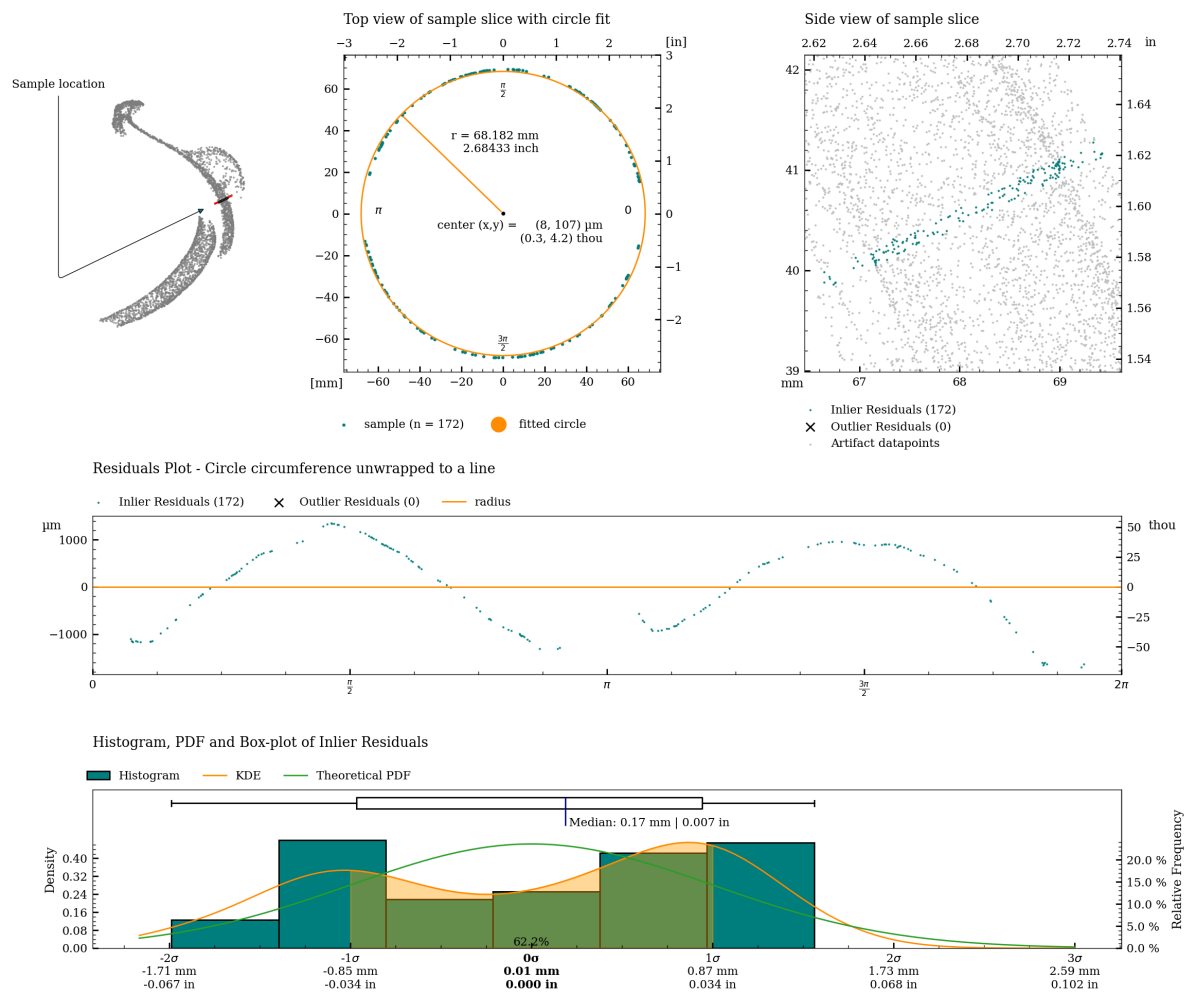 Top view of sample slice with circle fit
Side view of sample slice
−3 −2 −1 0 1 2 [in]
2.62 2.64 2.66 2.68 2.70 2.72 2.74 in
Sample location
60
40
20
0
−20
−40
−60
3
2
1
0
−1
−2
π/2
r = 68.182 mm
2.68433 inch
π
0
center (x,y) = (8, 107) µm
(0.3, 4.2) thou
3π/2
[mm] −60 −40 −20 0 20 40 60
42
41
40
39
1.64
1.62
1.60
1.58
1.56
1.54
mm 67 68 69
sample (n = 172) fitted circle
Inlier Residuals (172)
Outlier Residuals (0)
Artifact datapoints
Residuals Plot - Circle circumference unwrapped to a line
Inlier Residuals (172) Outlier Residuals (0) radius
µm
1000
0
−1000
50 thou
25
0
−25
−50
0 π/2 π 3π/2 2π
Histogram, PDF and Box-plot of Inlier Residuals
Histogram KDE Theoretical PDF
Median: 0.17 mm | 0.007 in
Density
0.40
0.32
0.24
0.16
0.08
0.00
Relative Frequency
20.0 %
15.0 %
10.0 %
5.0 %
0.0 %
62.2%
-2σ -1σ 0σ 1σ 2σ 3σ
-1.71 mm -0.85 mm 0.01 mm 0.87 mm 1.73 mm 2.59 mm
-0.067 in -0.034 in 0.000 in 0.034 in 0.068 in 0.102 in